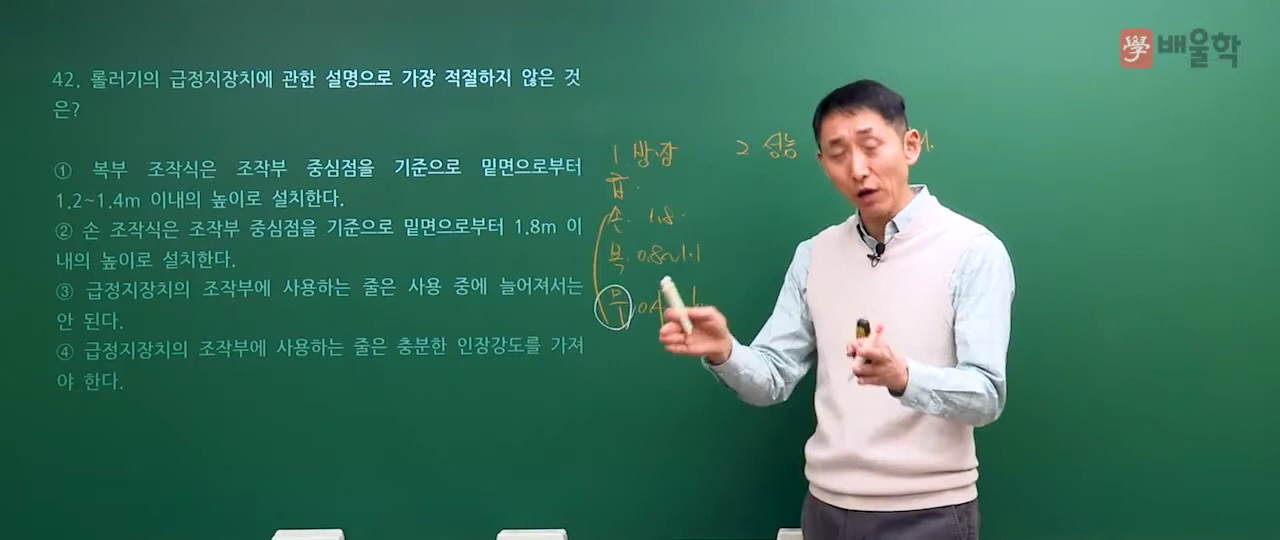 學 배울학
42. 롤러기의 급정지장치에 관한 설명으로 가장 적절하지 않은 것
은?
① 복부 조작식은 조작부 중심점을 기준으로 밑면으로부터
1.2~1.4m 이내의 높이로 설치한다.
② 손 조작식은 조작부 중심점을 기준으로 밑면으로부터 1.8m 이
내의 높이로 설치한다.
③ 급정지장치의 조작부에 사용하는 줄은 사용 중에 늘어져서는
안 된다.
④ 급정지장치의 조작부에 사용하는 줄은 충분한 인장강도를 가져
야 한다.
1 방장
2 성능
급.
손 1.8
복 0.8~1.1
무